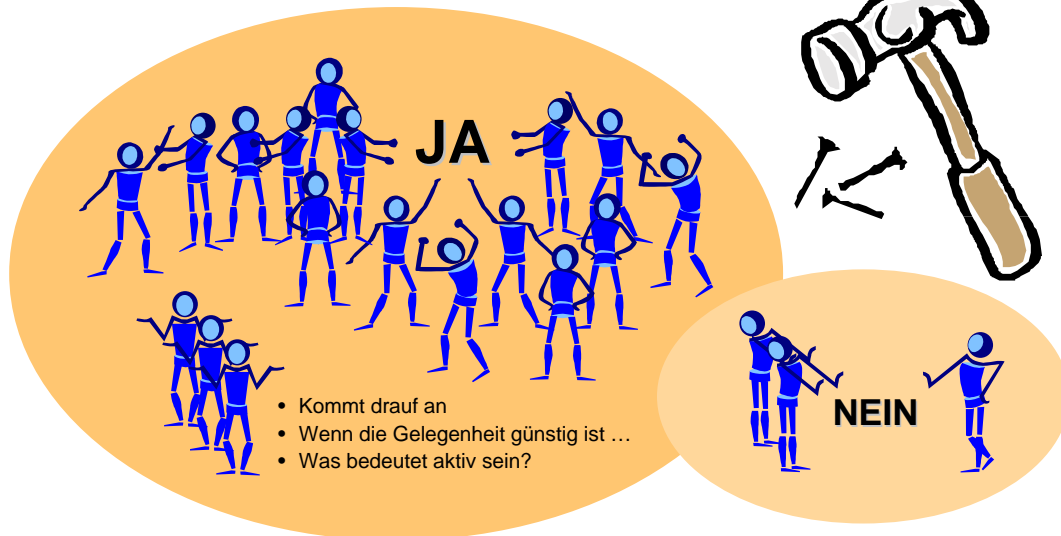 JA
• Kommt drauf an
• Wenn die Gelegenheit günstig ist …
• Was bedeutet aktiv sein?
NEIN